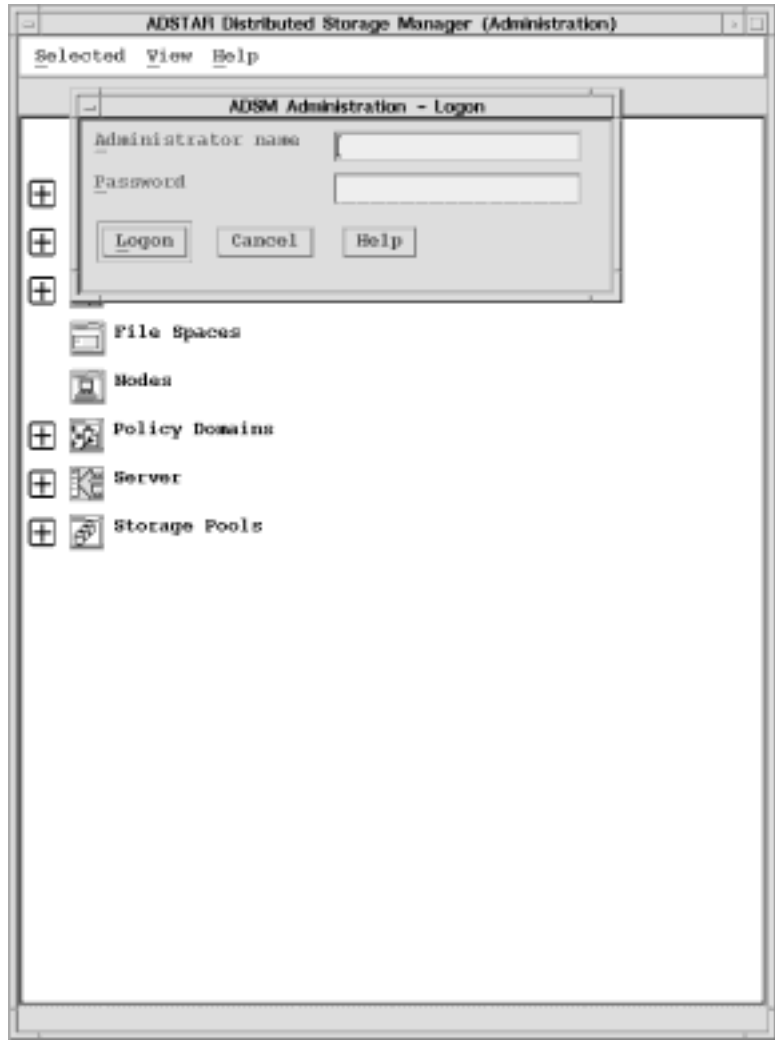 ADSTAR Distributed Storage Manager (Administration)
Selected View Help
ADSM Administration - Logon
Administrator name
Password
Logon Cancel Help
File Spaces
Nodes
Policy Domains
Server
Storage Pools